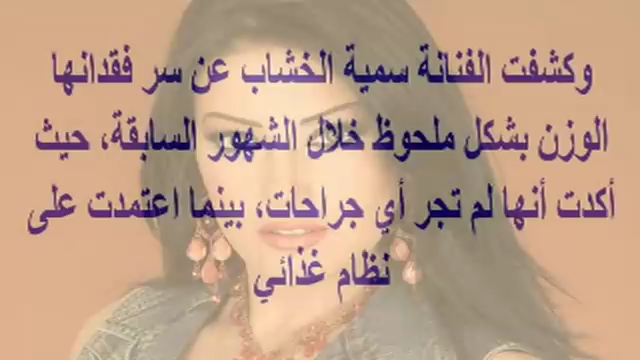 وكشفت الفنانة سمية الخشاب عن سر فقدانها
الوزن بشكل ملحوظ خلال الشهور السابقة، حيث
أكدت أنها لم تجر أي جراحات، بينما اعتمدت على
نظام غذائي